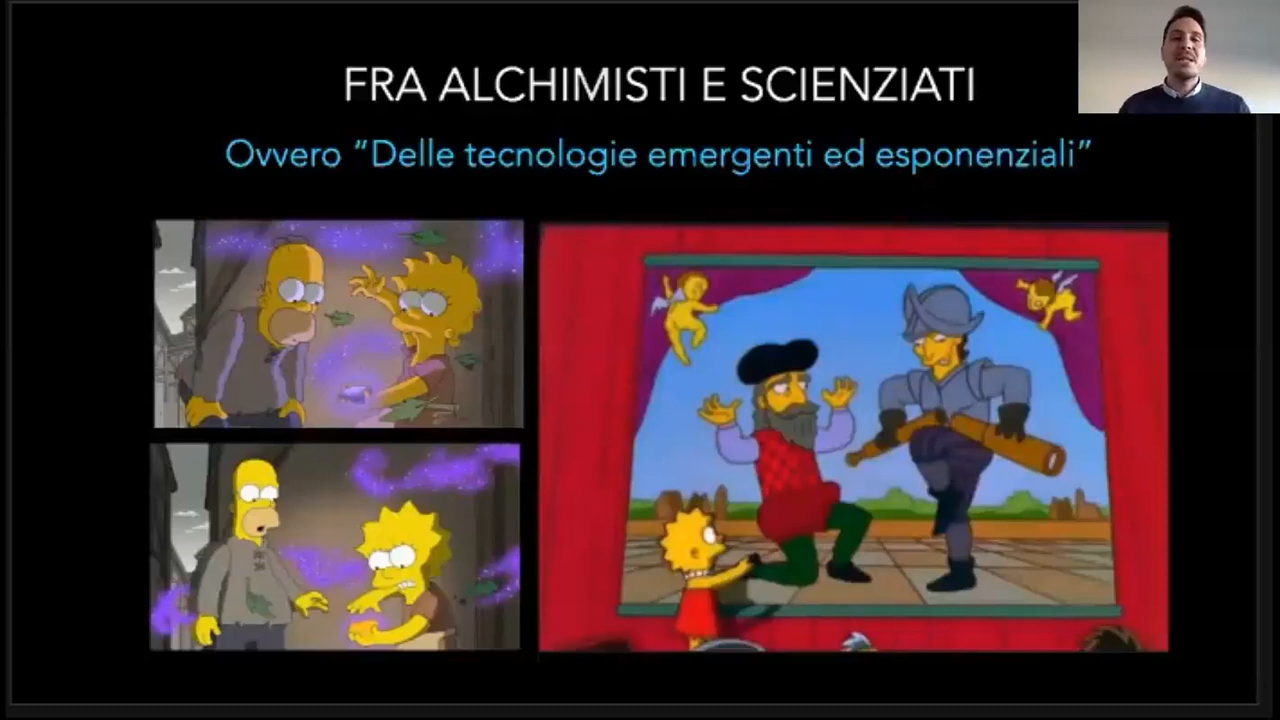 FRA ALCHIMISTI E SCIENZIATI
Ovvero “Delle tecnologie emergenti ed esponenziali”